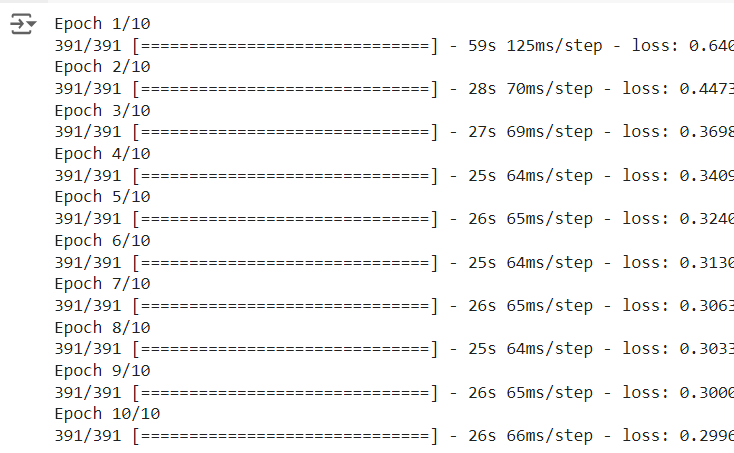 Epoch 1/10
391/391 [==============================] - 59s 125ms/step - loss: 0.640
Epoch 2/10
391/391 [==============================] - 28s 70ms/step - loss: 0.4473
Epoch 3/10
391/391 [==============================] - 27s 69ms/step - loss: 0.3698
Epoch 4/10
391/391 [==============================] - 25s 64ms/step - loss: 0.3409
Epoch 5/10
391/391 [==============================] - 26s 65ms/step - loss: 0.3240
Epoch 6/10
391/391 [==============================] - 25s 64ms/step - loss: 0.3130
Epoch 7/10
391/391 [==============================] - 26s 65ms/step - loss: 0.3063
Epoch 8/10
391/391 [==============================] - 25s 64ms/step - loss: 0.3033
Epoch 9/10
391/391 [==============================] - 26s 65ms/step - loss: 0.3000
Epoch 10/10
391/391 [==============================] - 26s 66ms/step - loss: 0.2996